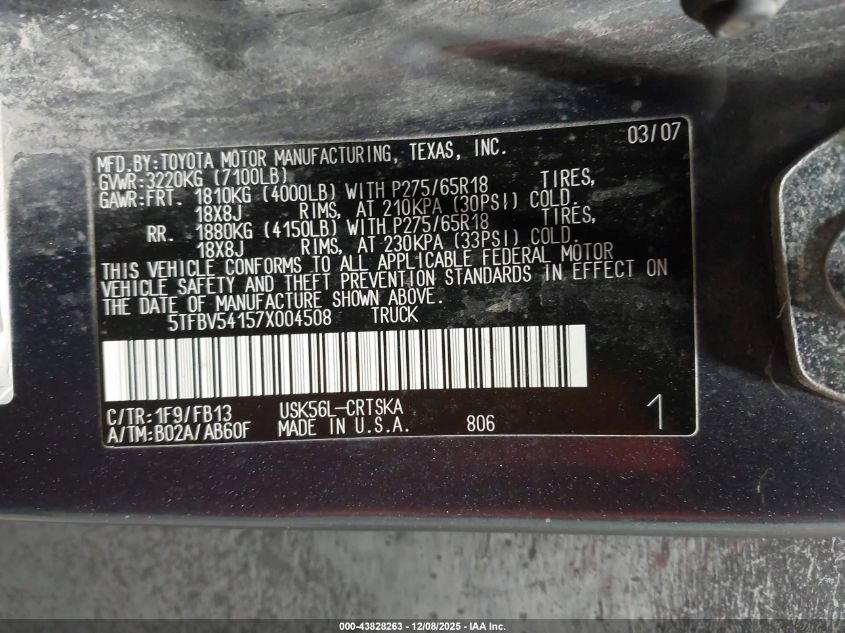 03/07
MFD.BY:TOYOTA MOTOR MANUFACTURING, TEXAS, INC.
GVWR:3220KG (7100LB)
GAWR:FRT. 1810KG (4000LB) WITH P275/65R18 TIRES,
18X8J RIMS, AT 210KPA (30PSI) COLD.
RR. 1880KG (4150LB) WITH P275/65R18 TIRES,
18X8J RIMS, AT 230KPA (33PSI) COLD.
THIS VEHICLE CONFORMS TO ALL APPLICABLE FEDERAL MOTOR
VEHICLE SAFETY AND THEFT PREVENTION STANDARDS IN EFFECT ON
THE DATE OF MANUFACTURE SHOWN ABOVE.
5TFBV54157X004508 TRUCK
C/TR:1F9/FB13 USK56L-CRTSKA
A/TM:B02A/AB60F MADE IN U.S.A. 806 1
000-43828263 - 12/08/2025 - IAA Inc.